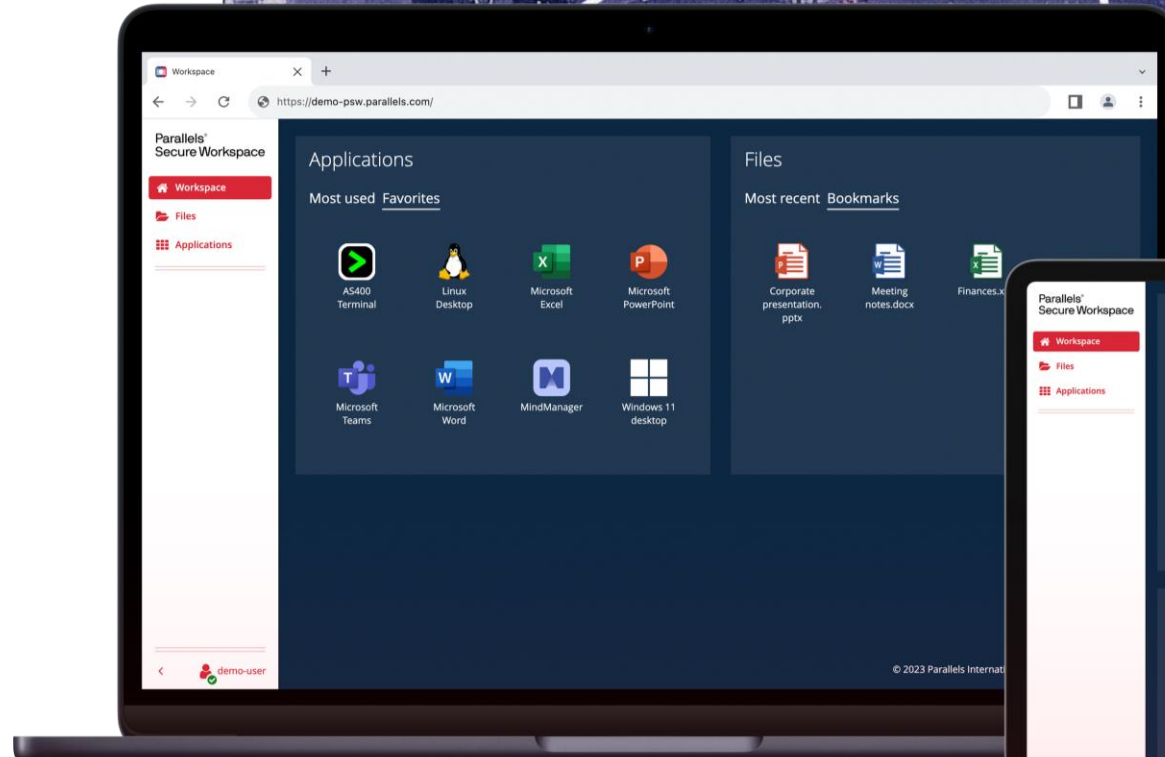 Workspace
https://demo-psw.parallels.com/
Parallels®
Secure Workspace
Workspace
Files
Applications
Applications
Most used Favorites
AS400
Terminal
Linux
Desktop
Microsoft
Excel
Microsoft
PowerPoint
Microsoft
Teams
Microsoft
Word
MindManager
Windows 11
desktop
Files
Most recent Bookmarks
Corporate
presentation.
pptx
Meeting
notes.docx
Finances.x
demo-user
© 2023 Parallels Internati
Parallels®
Secure Workspace
Workspace
Files
Applications